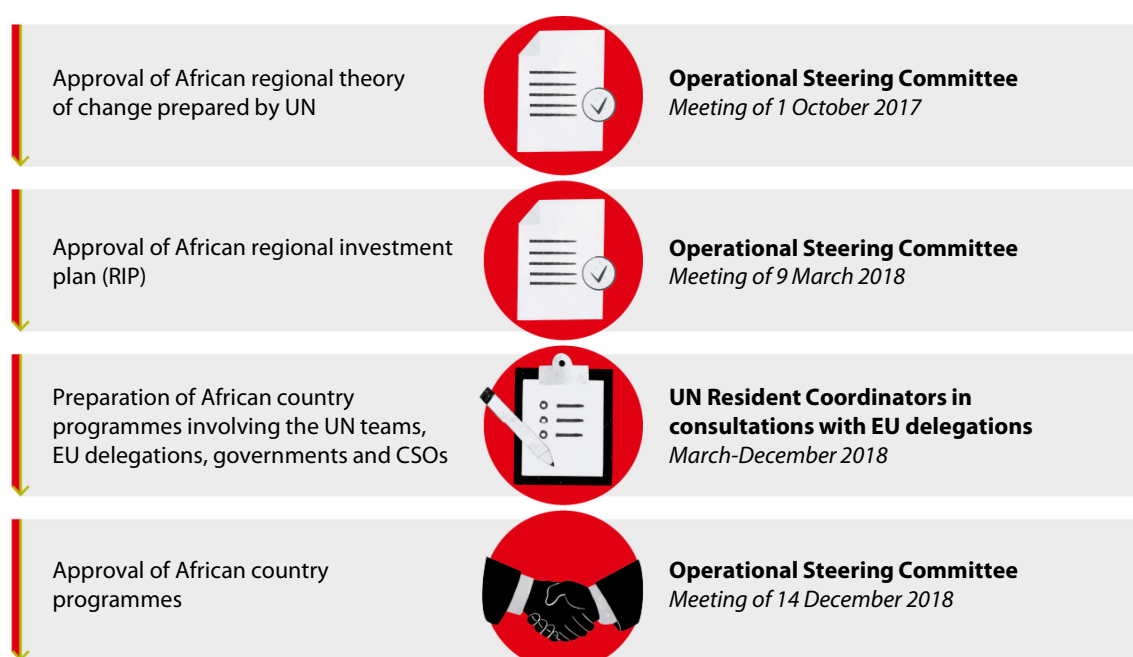 Approval of African regional theory
of change prepared by UN
Operational Steering Committee
Meeting of 1 October 2017
Approval of African regional investment
plan (RIP)
Operational Steering Committee
Meeting of 9 March 2018
Preparation of African country
programmes involving the UN teams,
EU delegations, governments and CSOs
UN Resident Coordinators in
consultations with EU delegations
March-December 2018
Approval of African country
programmes
Operational Steering Committee
Meeting of 14 December 2018